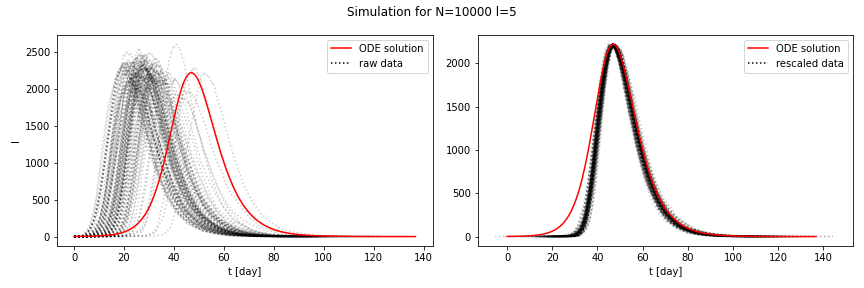 Simulation for N=10000 l=5
ODE solution
raw data
2500
2000
1500
1000
500
0
I
0 20 40 60 80 100 120 140
t [day]
ODE solution
rescaled data
2000
1500
1000
500
0
0 20 40 60 80 100 120 140
t [day]